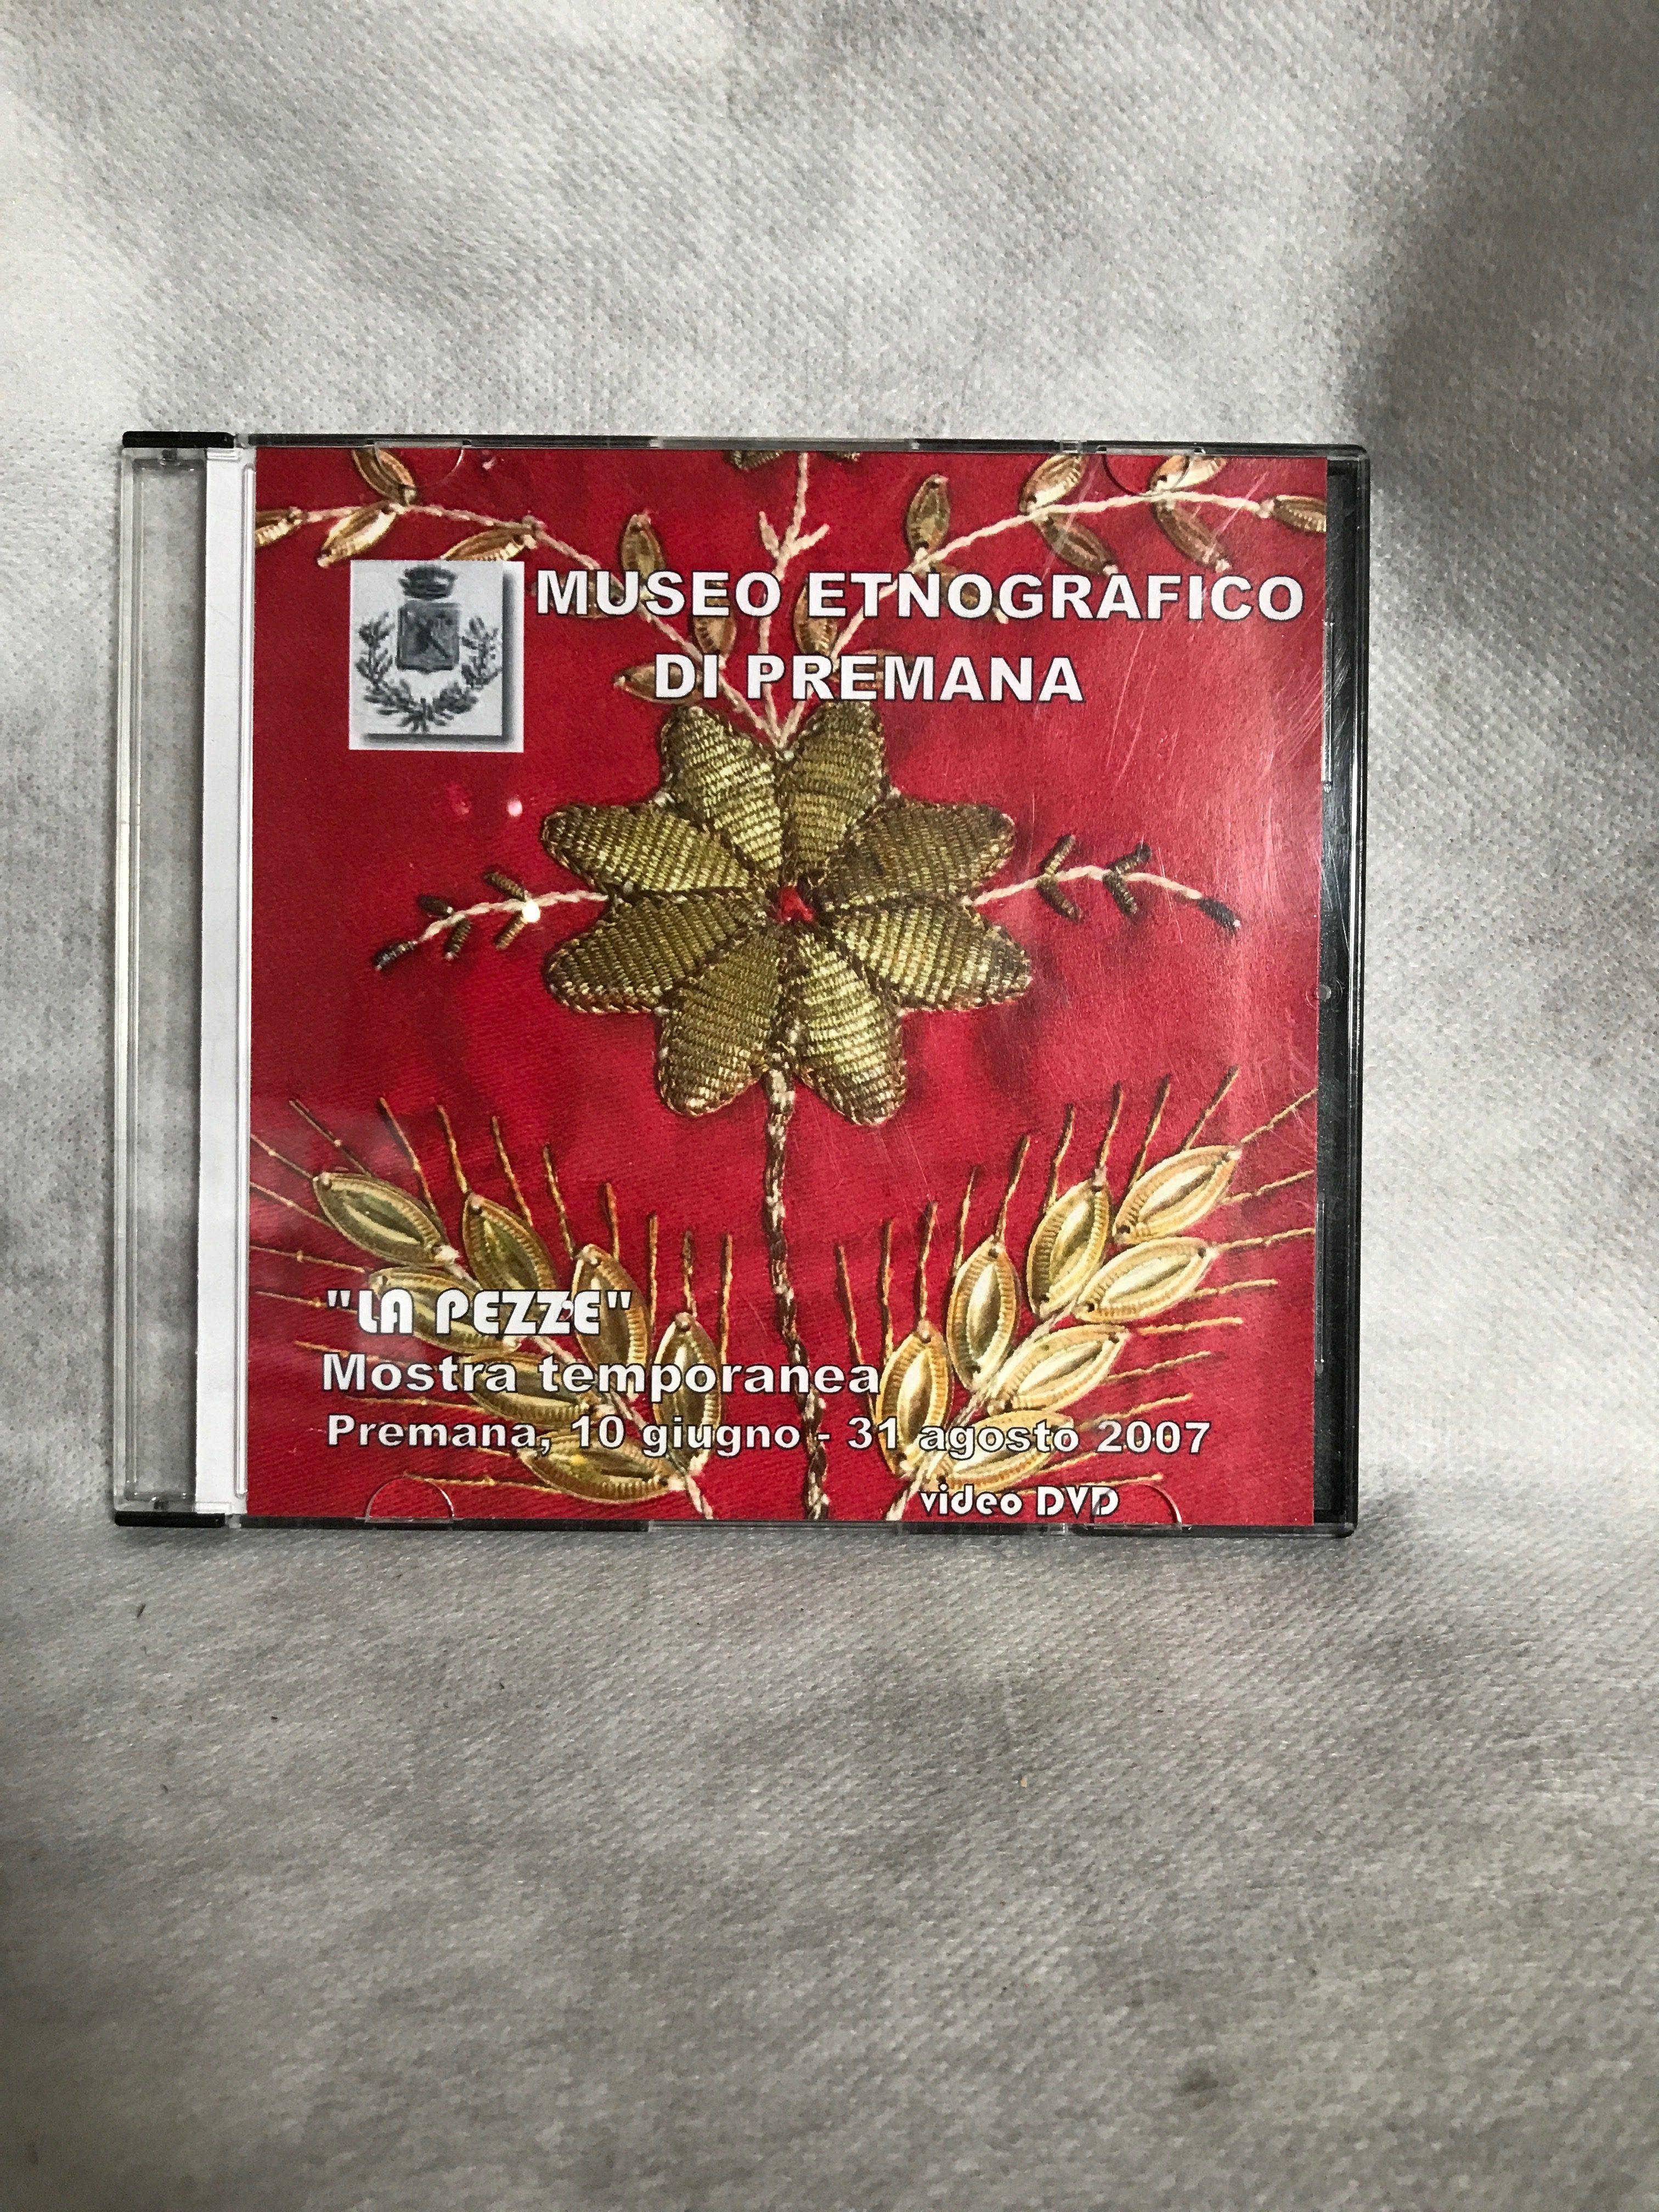 MUSEO ETNOGRAFICO
DI PREMANA
"LA PEZZE"
Mostra temporanea
Premana, 10 giugno - 31 agosto 2007
video DVD